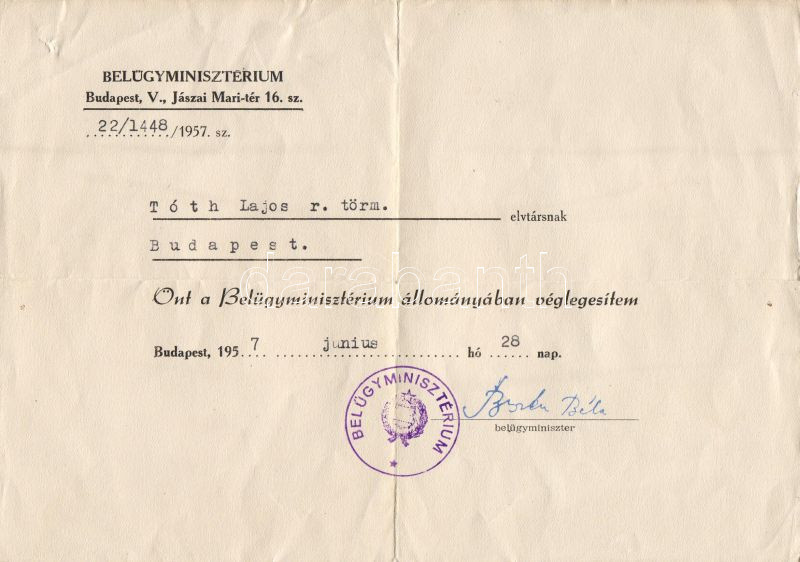 BELÜGYMINISZTÉRIUM
Budapest, V., Jászai Mari-tér 16. sz.
22/1448/1957. sz.
Tóth Lajos r. törm. elvtársnak
Budapest.
Önt a Belügyminisztérium állományában véglegesítem
darabanth
Budapest, 1957 junius hó 28 nap.
BELÜGYMINISZTÉRIUM
Biszku Béla
belügyminiszter